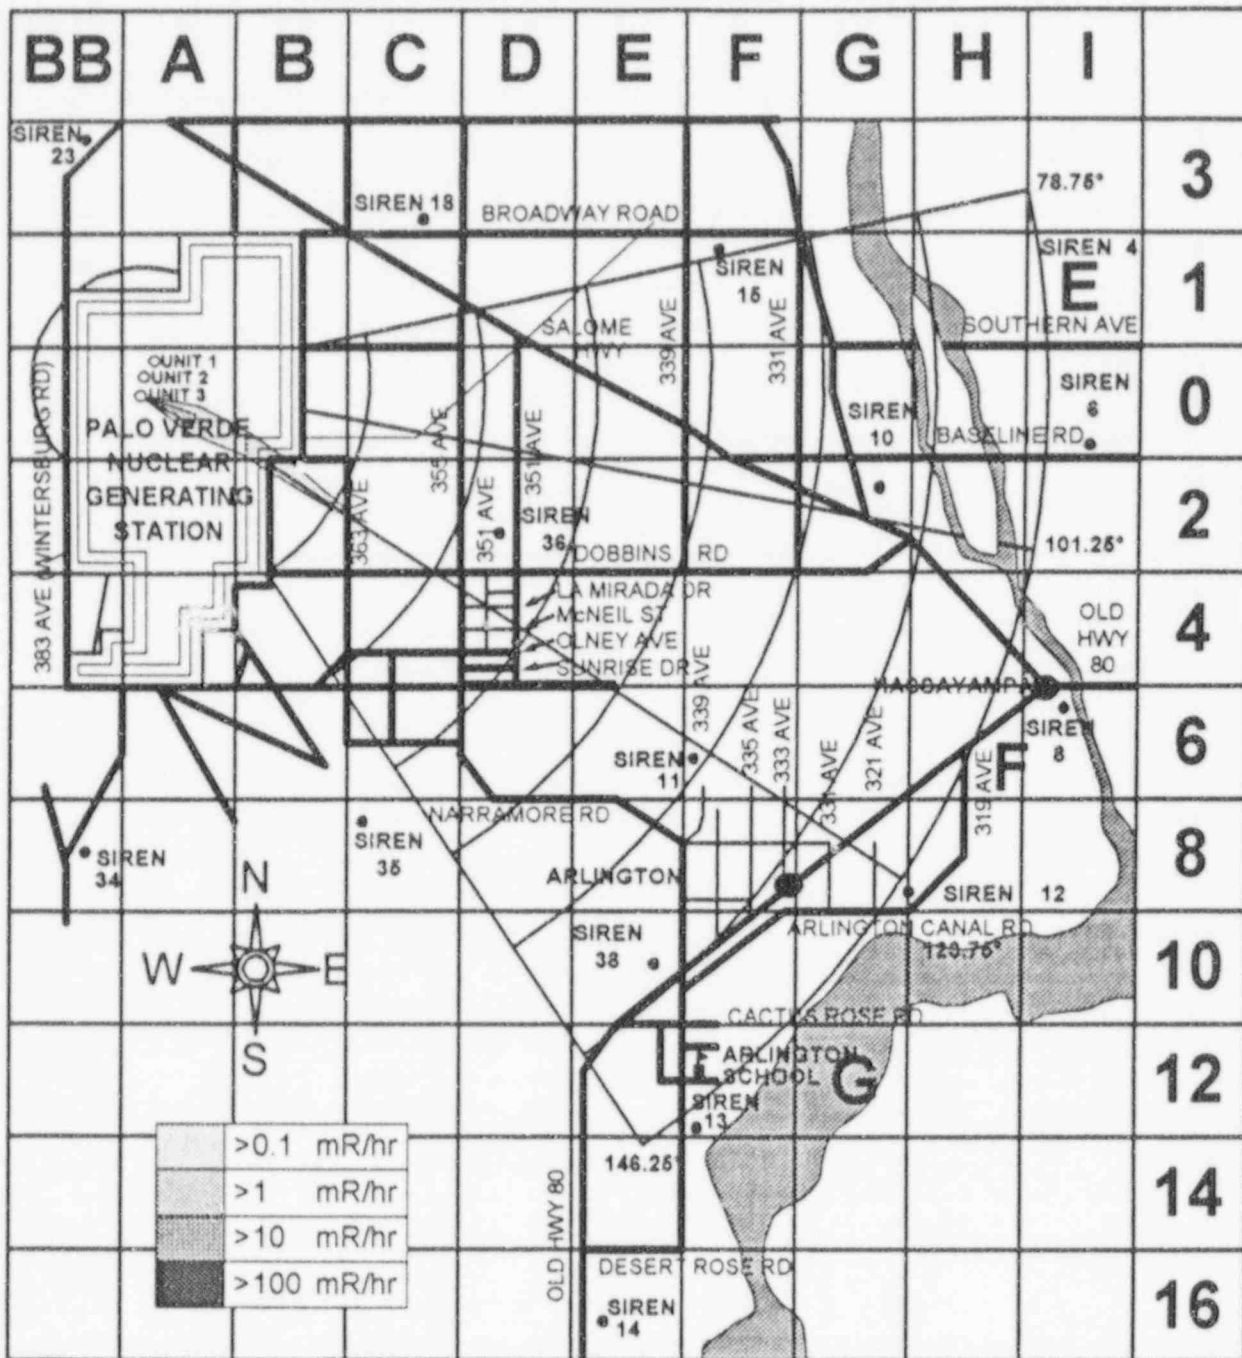 BB A B C D E F G H I
3
SIREN
23
SIREN 18
BROADWAY ROAD
78.75°
SIREN 4
E
1
SIREN
15
SALOME
HWY
339 AVE
331 AVE
SOUTHERN AVE
OUNIT 1
OUNIT 2
OUNIT 3
SIREN
6
0
SIREN
10
BASELINE RD
383 AVE (WINTERSBURG RD)
PALO VERDE
NUCLEAR
GENERATING
STATION
355 AVE
351 AVE
363 AVE
351 AVE
SIREN
36
2
DOBBINS RD
101.25°
LA MIRADA DR
McNEIL ST
OLNEY AVE
SUNRISE DR
OLD
HWY
80
4
HASSAYAMPA
339 AVE
335 AVE
333 AVE
331 AVE
321 AVE
319 AVE
SIREN
8
F
6
SIREN
11
NARRAMORE RD
SIREN
34
SIREN
35
ARLINGTON
SIREN 12
8
N
W E
S
SIREN
38
ARLINGTON CANAL RD
123.75°
10
CACTUS ROSE RD
ARLINGTON
SCHOOL
G
12
SIREN
13
146.25°
>0.1 mR/hr
>1 mR/hr
>10 mR/hr
>100 mR/hr
OLD HWY 80
14
DESERT ROSE RD
SIREN
14
16